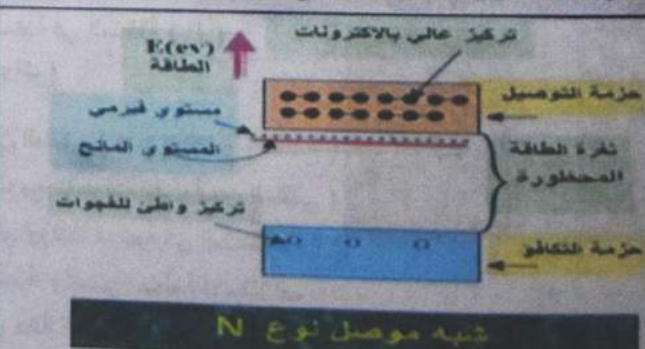 تركيز عالي بالالكترونات
E(ev)
الطاقة
حزمة التوصيل
مستوى فيرمي
المستوى المانح
ثغرة الطاقة
المحظورة
تركيز واطئ للفجوات
حزمة التكافؤ
شبه موصل نوع N